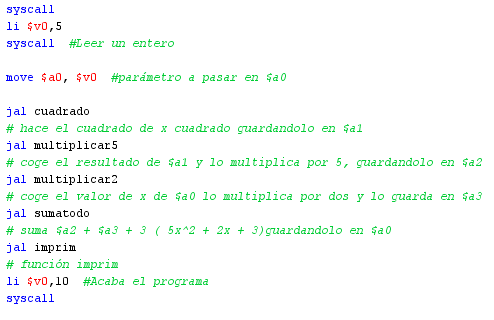 syscall
li $v0,5
syscall  #Leer un entero
move $a0, $v0  #parámetro a pasar en $a0
jal cuadrado
# hace el cuadrado de x cuadrado guardandolo en $a1
jal multiplicar5
# coge el resultado de $a1 y lo multiplica por 5, guardandolo en $a2
jal multiplicar2
# coge el valor de x de $a0 lo multiplica por dos y lo guarda en $a3
jal sumatodo
# suma $a2 + $a3 + 3 ( 5x^2 + 2x + 3)guardandolo en $a0
jal imprim
# función imprim
li $v0,10  #Acaba el programa
syscall